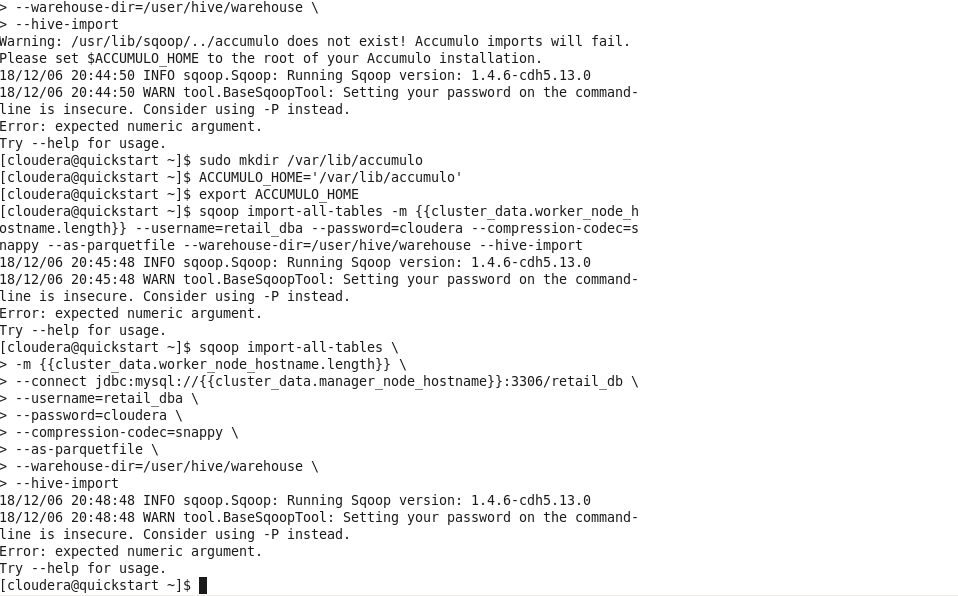 > --warehouse-dir=/user/hive/warehouse \
> --hive-import
Warning: /usr/lib/sqoop/../accumulo does not exist! Accumulo imports will fail.
Please set $ACCUMULO_HOME to the root of your Accumulo installation.
18/12/06 20:44:50 INFO sqoop.Sqoop: Running Sqoop version: 1.4.6-cdh5.13.0
18/12/06 20:44:50 WARN tool.BaseSqoopTool: Setting your password on the command-
line is insecure. Consider using -P instead.
Error: expected numeric argument.
Try --help for usage.
[cloudera@quickstart ~]$ sudo mkdir /var/lib/accumulo
[cloudera@quickstart ~]$ ACCUMULO_HOME='/var/lib/accumulo'
[cloudera@quickstart ~]$ export ACCUMULO_HOME
[cloudera@quickstart ~]$ sqoop import-all-tables -m {{cluster_data.worker_node_h
ostname.length}} --username=retail_dba --password=cloudera --compression-codec=s
nappy --as-parquetfile --warehouse-dir=/user/hive/warehouse --hive-import
18/12/06 20:45:48 INFO sqoop.Sqoop: Running Sqoop version: 1.4.6-cdh5.13.0
18/12/06 20:45:48 WARN tool.BaseSqoopTool: Setting your password on the command-
line is insecure. Consider using -P instead.
Error: expected numeric argument.
Try --help for usage.
[cloudera@quickstart ~]$ sqoop import-all-tables \
> -m {{cluster_data.worker_node_hostname.length}} \
> --connect jdbc:mysql://{{cluster_data.manager_node_hostname}}:3306/retail_db \
> --username=retail_dba \
> --password=cloudera \
> --compression-codec=snappy \
> --as-parquetfile \
> --warehouse-dir=/user/hive/warehouse \
> --hive-import
18/12/06 20:48:48 INFO sqoop.Sqoop: Running Sqoop version: 1.4.6-cdh5.13.0
18/12/06 20:48:48 WARN tool.BaseSqoopTool: Setting your password on the command-
line is insecure. Consider using -P instead.
Error: expected numeric argument.
Try --help for usage.
[cloudera@quickstart ~]$